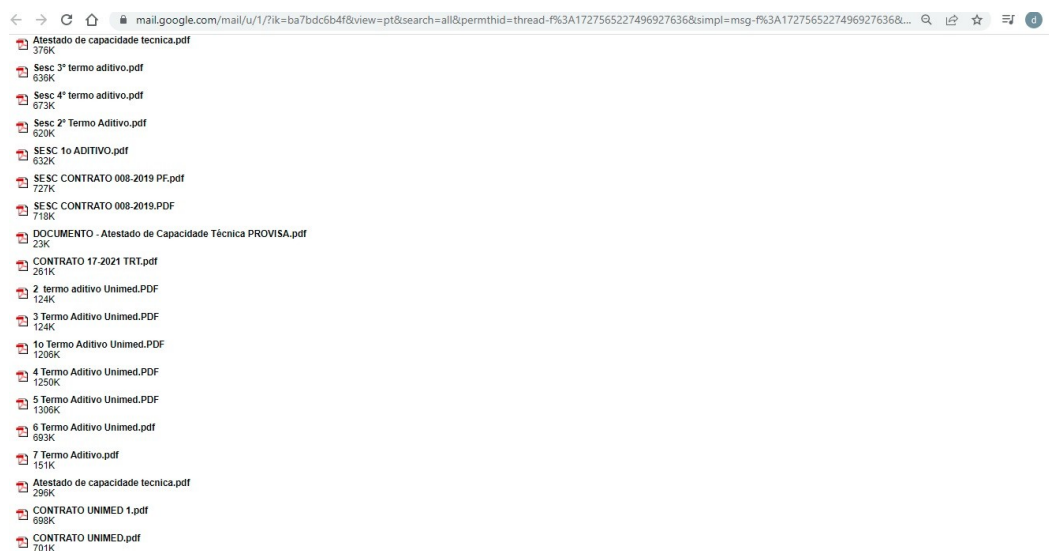 mail.google.com/mail/u/1/?ik=ba7bdc6b4f&view=pt&search=all&permthid=thread-f%3A1727565227496927636&simpl=msg-f%3A1727565227496927636&...
d
Atestado de capacidade tecnica.pdf
376K
Sesc 3º termo aditivo.pdf
636K
Sesc 4º termo aditivo.pdf
673K
Sesc 2º Termo Aditivo.pdf
620K
SESC 1o ADITIVO.pdf
632K
SESC CONTRATO 008-2019 PF.pdf
727K
SESC CONTRATO 008-2019.PDF
718K
DOCUMENTO - Atestado de Capacidade Técnica PROVISA.pdf
23K
CONTRATO 17-2021 TRT.pdf
261K
2 termo aditivo Unimed.PDF
124K
3 Termo Aditivo Unimed.PDF
124K
1o Termo Aditivo Unimed.PDF
1206K
4 Termo Aditivo Unimed.PDF
1250K
5 Termo Aditivo Unimed.PDF
1306K
6 Termo Aditivo Unimed.pdf
693K
7 Termo Aditivo.pdf
151K
Atestado de capacidade tecnica.pdf
296K
CONTRATO UNIMED 1.pdf
698K
CONTRATO UNIMED.pdf
701K